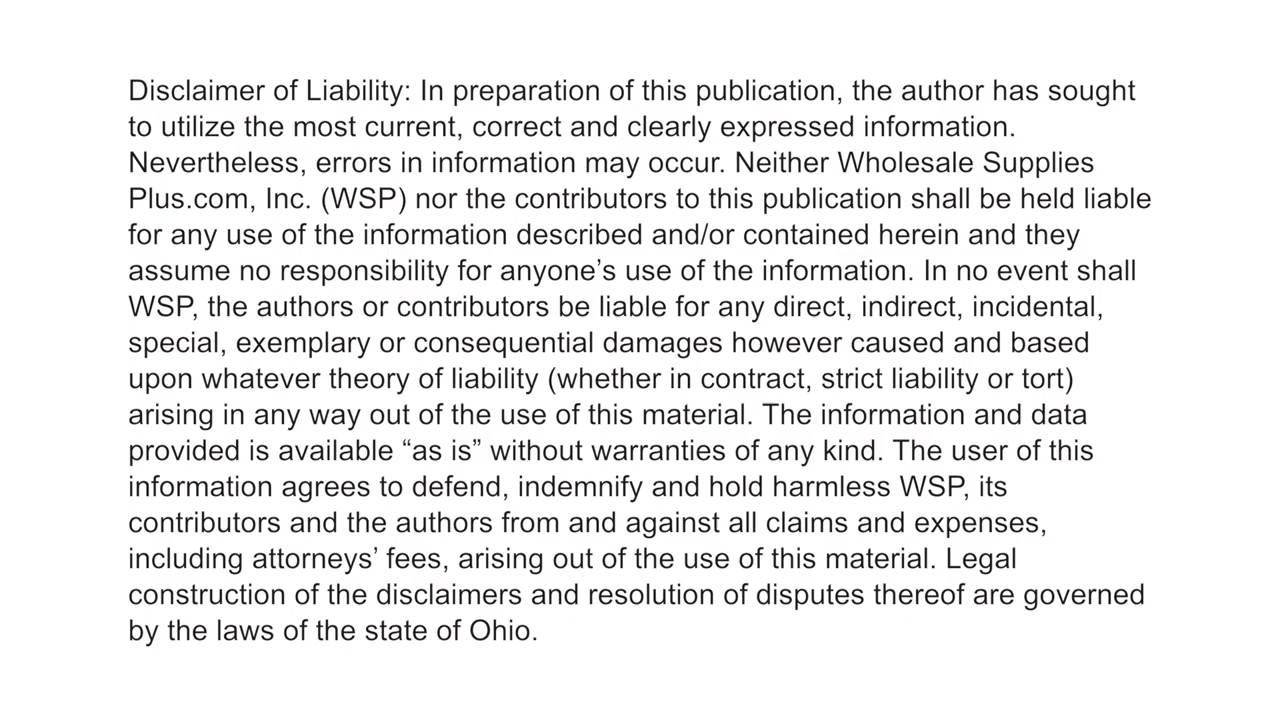 Disclaimer of Liability: In preparation of this publication, the author has sought
to utilize the most current, correct and clearly expressed information.
Nevertheless, errors in information may occur. Neither Wholesale Supplies
Plus.com, Inc. (WSP) nor the contributors to this publication shall be held liable
for any use of the information described and/or contained herein and they
assume no responsibility for anyone’s use of the information. In no event shall
WSP, the authors or contributors be liable for any direct, indirect, incidental,
special, exemplary or consequential damages however caused and based
upon whatever theory of liability (whether in contract, strict liability or tort)
arising in any way out of the use of this material. The information and data
provided is available “as is” without warranties of any kind. The user of this
information agrees to defend, indemnify and hold harmless WSP, its
contributors and the authors from and against all claims and expenses,
including attorneys’ fees, arising out of the use of this material. Legal
construction of the disclaimers and resolution of disputes thereof are governed
by the laws of the state of Ohio.